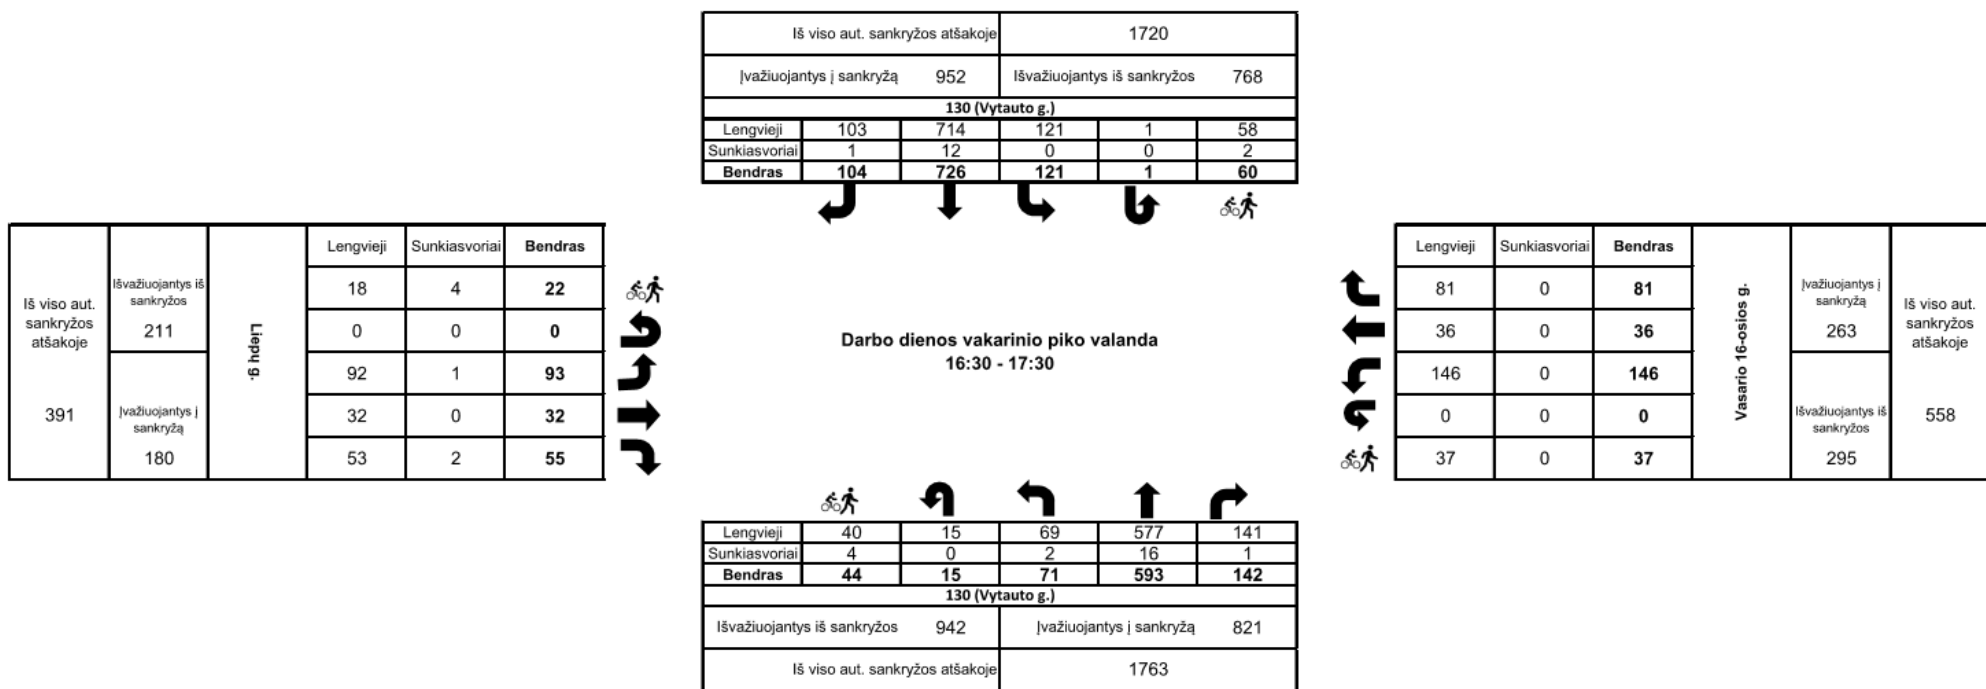 Iš viso aut. sankryžos atšakoje 1720
Įvažiuojantys į sankryžą 952 Išvažiuojantys iš sankryžos 768
130 (Vytauto g.)
Lengvieji 103 714 121 1 58
Sunkiasvoriai 1 12 0 0 2
Bendras 104 726 121 1 60
Iš viso aut. sankryžos atšakoje
391
Išvažiuojantys iš sankryžos
211
Įvažiuojantys į sankryžą
180
Liepų g.
Lengvieji Sunkiasvoriai Bendras
18 4 22
0 0 0
92 1 93
32 0 32
53 2 55
Darbo dienos vakarinio piko valanda
16:30 - 17:30
Lengvieji Sunkiasvoriai Bendras
81 0 81
36 0 36
146 0 146
0 0 0
37 0 37
Vasario 16-osios g.
Įvažiuojantys į sankryžą
263
Išvažiuojantys iš sankryžos
295
Iš viso aut. sankryžos atšakoje
558
Lengvieji 40 15 69 577 141
Sunkiasvoriai 4 0 2 16 1
Bendras 44 15 71 593 142
130 (Vytauto g.)
Išvažiuojantys iš sankryžos 942 Įvažiuojantys į sankryžą 821
Iš viso aut. sankryžos atšakoje 1763